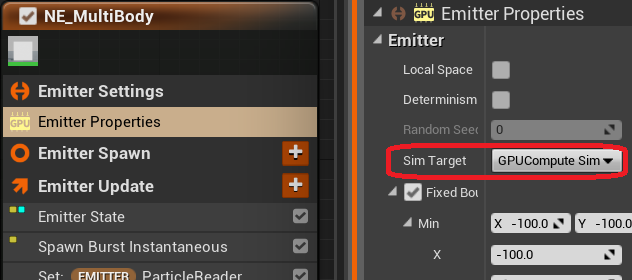 NE_MultiBody
Emitter Settings
GPU Emitter Properties
Emitter Spawn
Emitter Update
Emitter State
Spawn Burst Instantaneous
Set: EMITTER ParticleReader
GPU Emitter Properties
Emitter
Local Space
Determinism
Random Seed 0
Sim Target GPUCompute Sim
Fixed Bou
Min X -100.0 Y -100.0
X -100.0